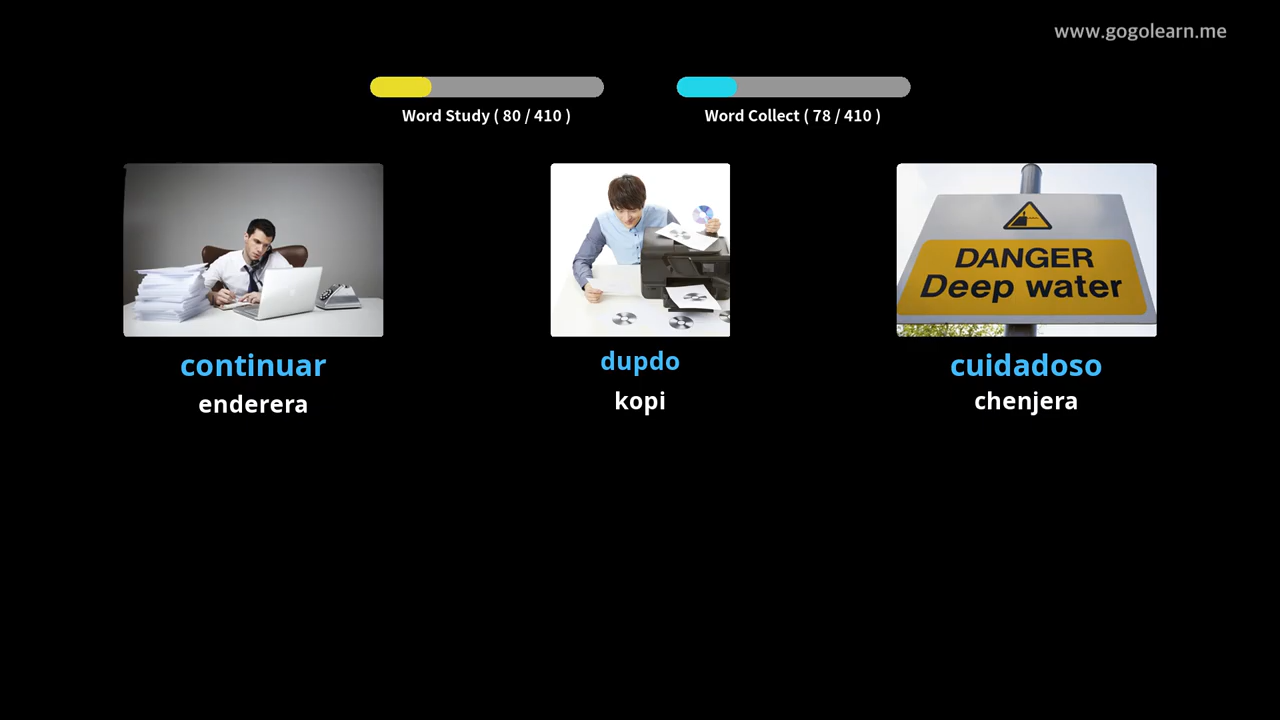 www.gogolearn.me
Word Study ( 80 / 410 )
Word Collect ( 78 / 410 )
DANGER
Deep water
continuar
enderera
dupdo
kopi
cuidadoso
chenjera